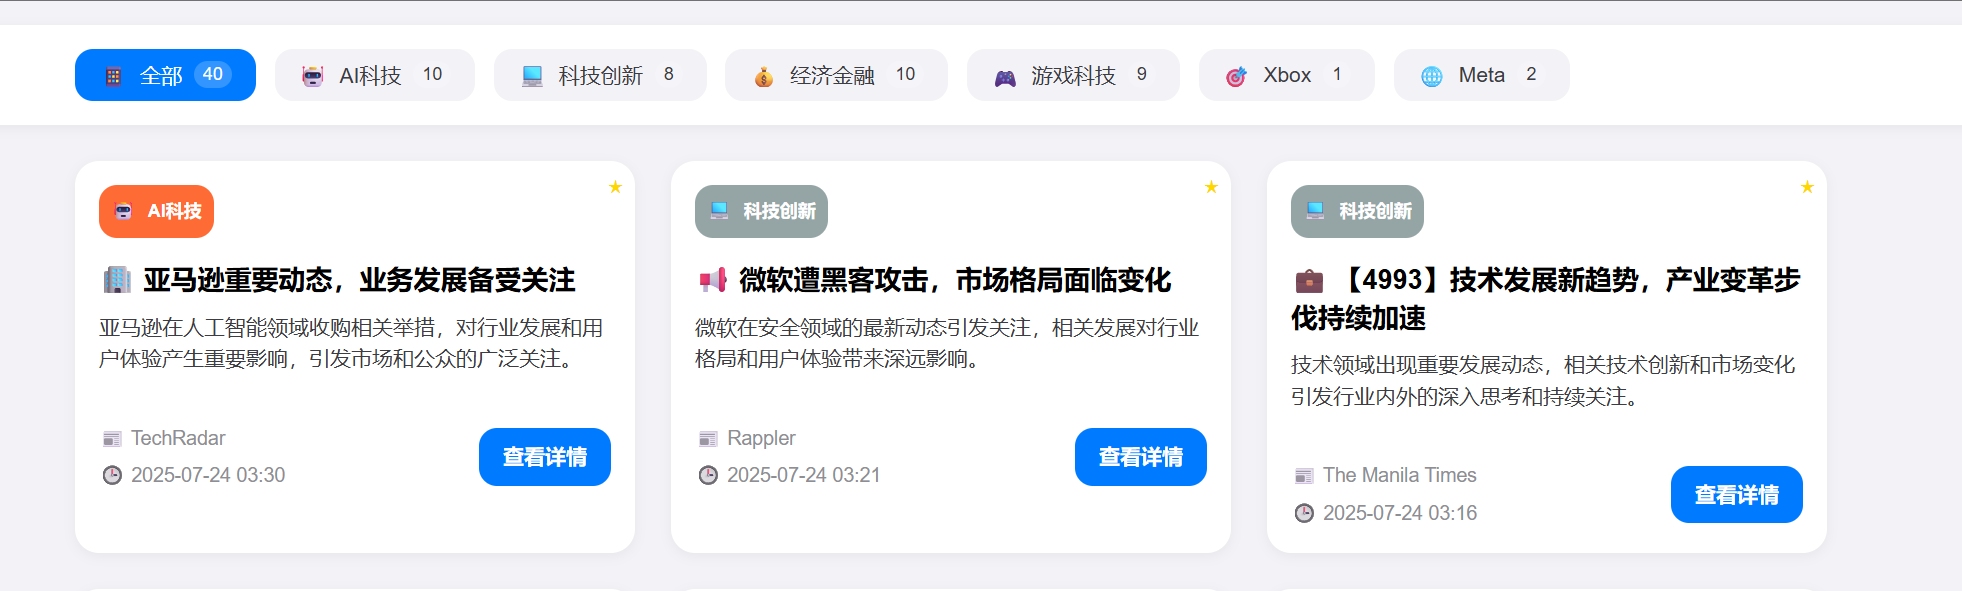 全部 40 AI科技 10 科技创新 8 经济金融 10 游戏科技 9 Xbox 1 Meta 2
AI科技
亚马逊重要动态，业务发展备受关注
亚马逊在人工智能领域收购相关举措，对行业发展和用
户体验产生重要影响，引发市场和公众的广泛关注。
TechRadar
2025-07-24 03:30
查看详情
科技创新
微软遭黑客攻击，市场格局面临变化
微软在安全领域的最新动态引发关注，相关发展对行业
格局和用户体验带来深远影响。
Rappler
2025-07-24 03:21
查看详情
科技创新
【4993】技术发展新趋势，产业变革步
伐持续加速
技术领域出现重要发展动态，相关技术创新和市场变化
引发行业内外的深入思考和持续关注。
The Manila Times
2025-07-24 03:16
查看详情